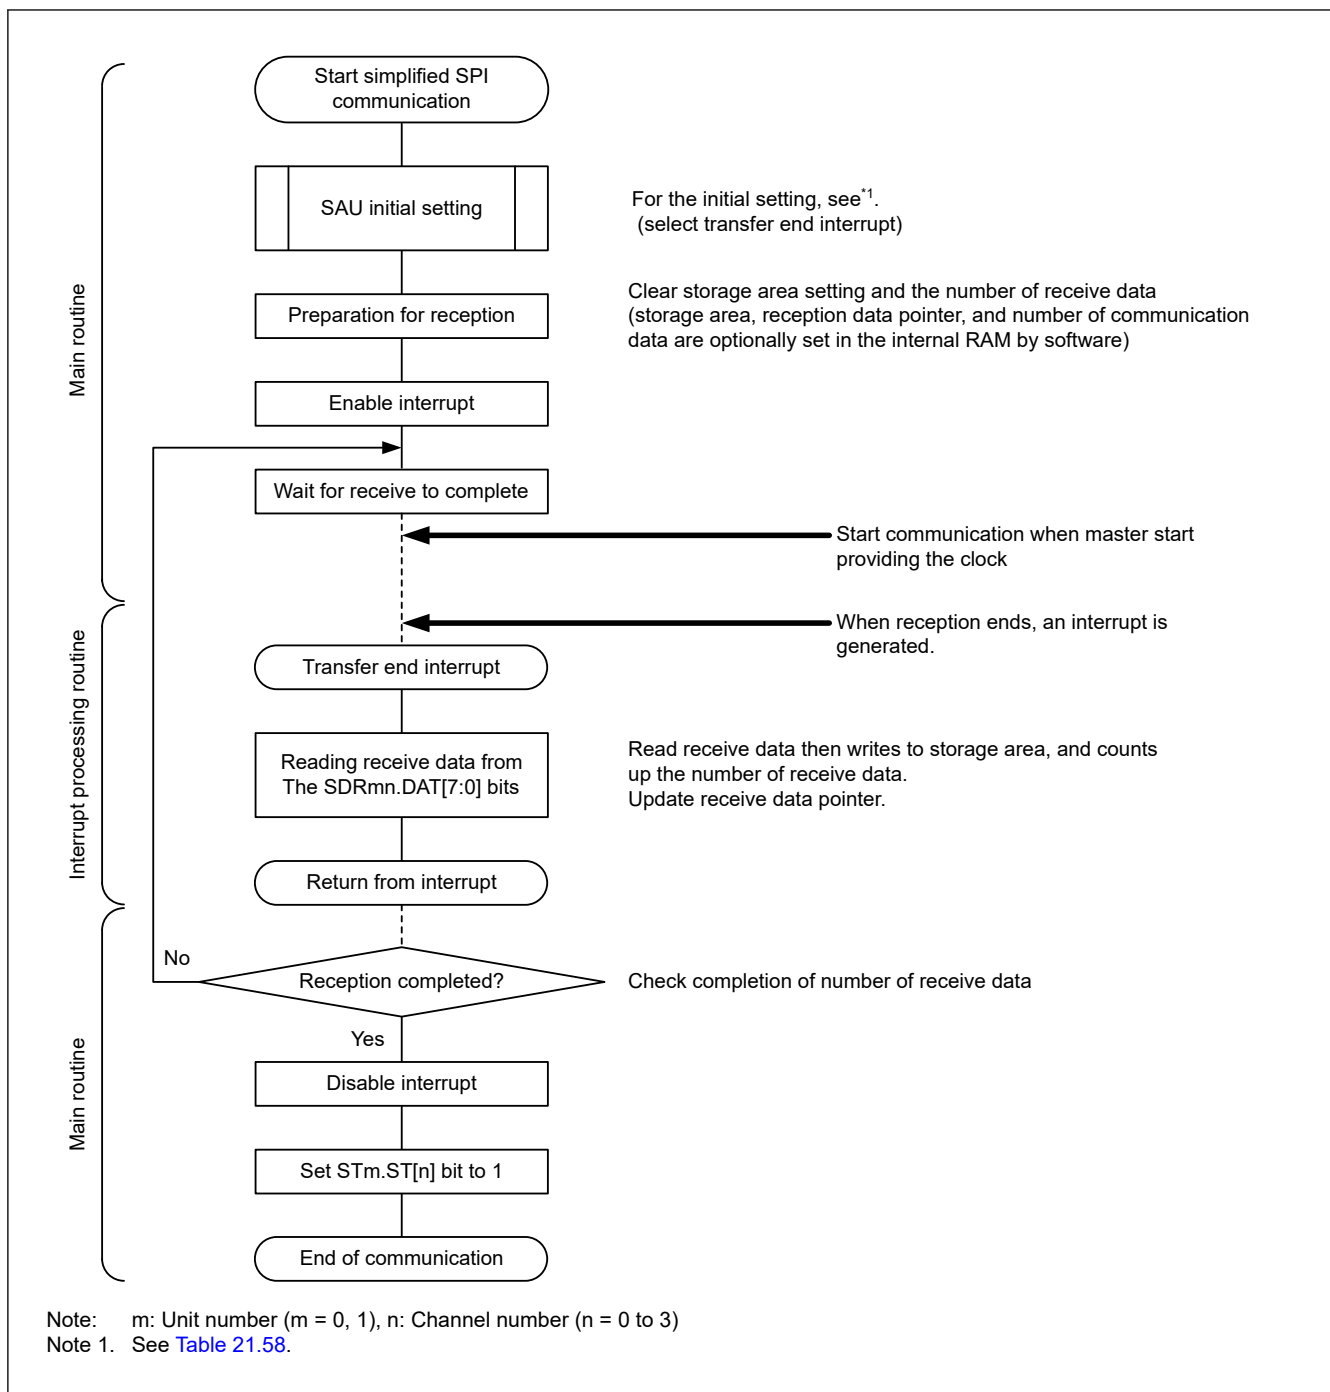 Start simplified SPI
communication
SAU initial setting
For the initial setting, see*1.
(select transfer end interrupt)
Main routine
Preparation for reception
Clear storage area setting and the number of receive data
(storage area, reception data pointer, and number of communication
data are optionally set in the internal RAM by software)
Enable interrupt
Wait for receive to complete
Start communication when master start
providing the clock
When reception ends, an interrupt is
generated.
Interrupt processing routine
Transfer end interrupt
Reading receive data from
The SDRmn.DAT[7:0] bits
Read receive data then writes to storage area, and counts
up the number of receive data.
Update receive data pointer.
Return from interrupt
No
Reception completed?
Check completion of number of receive data
Yes
Main routine
Disable interrupt
Set STm.ST[n] bit to 1
End of communication
Note: m: Unit number (m = 0, 1), n: Channel number (n = 0 to 3)
Note 1. See Table 21.58.